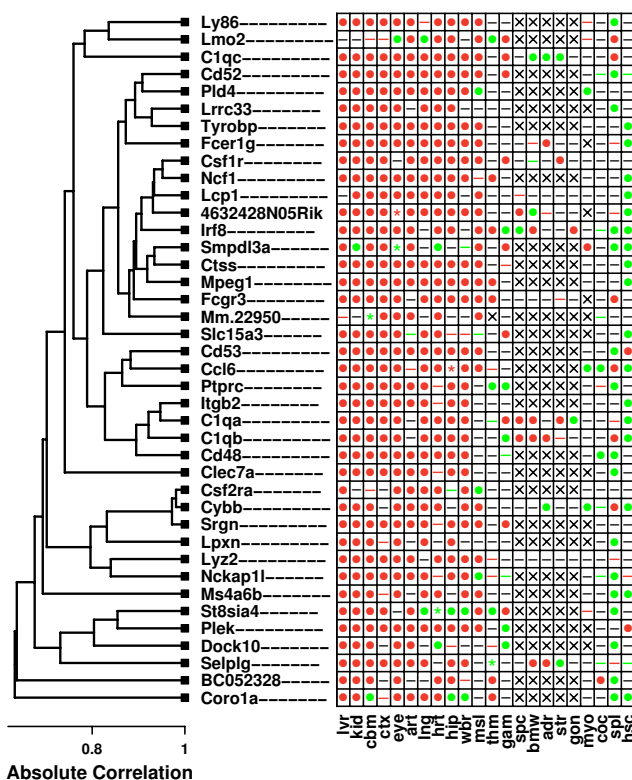 Ly86
Lmo2
C1qc
Cd52
Pld4
Lrrc33
Tyrobp
Fcer1g
Csf1r
Ncf1
Lcp1
4632428N05Rik
Irf8
Smpdl3a
Ctss
Mpeg1
Fcgr3
Mm.22950
Slc15a3
Cd53
Ccl6
Ptprc
Itgb2
C1qa
C1qb
Cd48
Clec7a
Csf2ra
Cybb
Srgn
Lpxn
Lyz2
Nckap1l
Ms4a6b
St8sia4
Plek
Dock10
Selplg
BC052328
Coro1a
lvr kid cbm ctx eye art lng hrt hip wbr msl thm gam spc bmw adr str gon myo coc spl hsc
0.8 1
Absolute Correlation